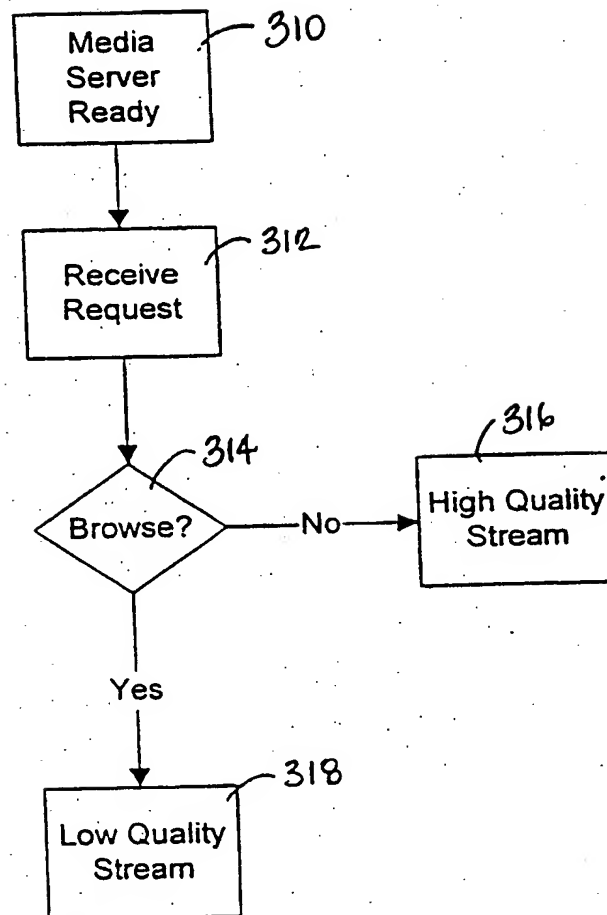 Media
Server
Ready
310
Receive
Request
312
Browse?
314
No
High Quality
Stream
316
Yes
Low Quality
Stream
318